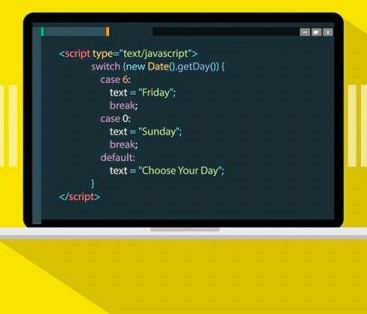 <script type="text/javascript">
switch (new Date().getDay()) {
case 6:
text = "Friday";
break;
case 0:
text = "Sunday";
break;
default:
text = "Choose Your Day";
}
</script>